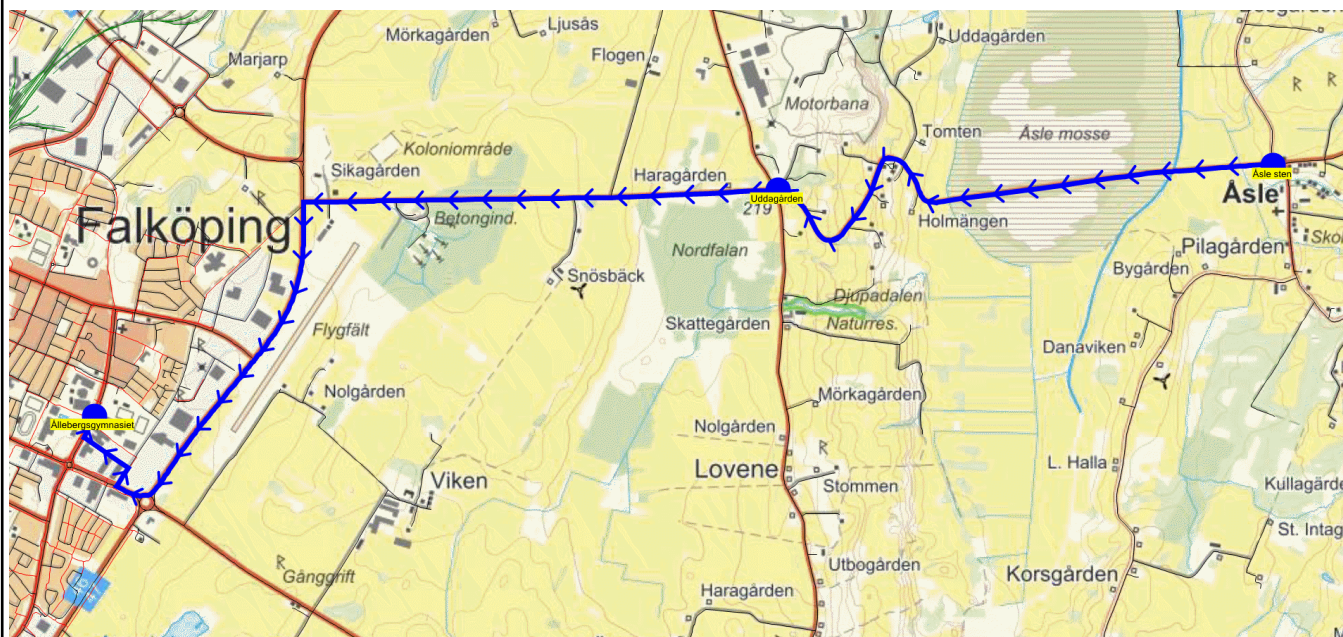 Ljusås
Mörkagården
Uddagården
Flogen
Marjarp
Motorbana
Tomten
Åsle mosse
Koloniområde
Sikagården
Haragården
Åsle sten
Uddagården
Åsle
219
Betongind.
Holmängen
Falköping
Skol
Pilagården
Nordfalan
Bygården
Snösbäck
Djupadalen
Naturres.
Skattegården
Flygfält
Danaviken
Nolgården
Mörkagården
Ållebergsgymnasiet
Nolgården
L. Halla
Lovene
Viken
Stommen
Kullagårde
St. Intag
Utbogården
Korsgården
Gånggrift
Haragården